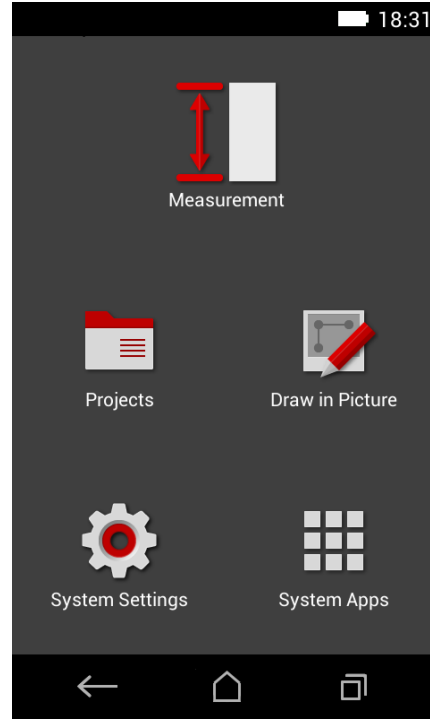 18:31
Measurement
Projects
Draw in Picture
System Settings
System Apps